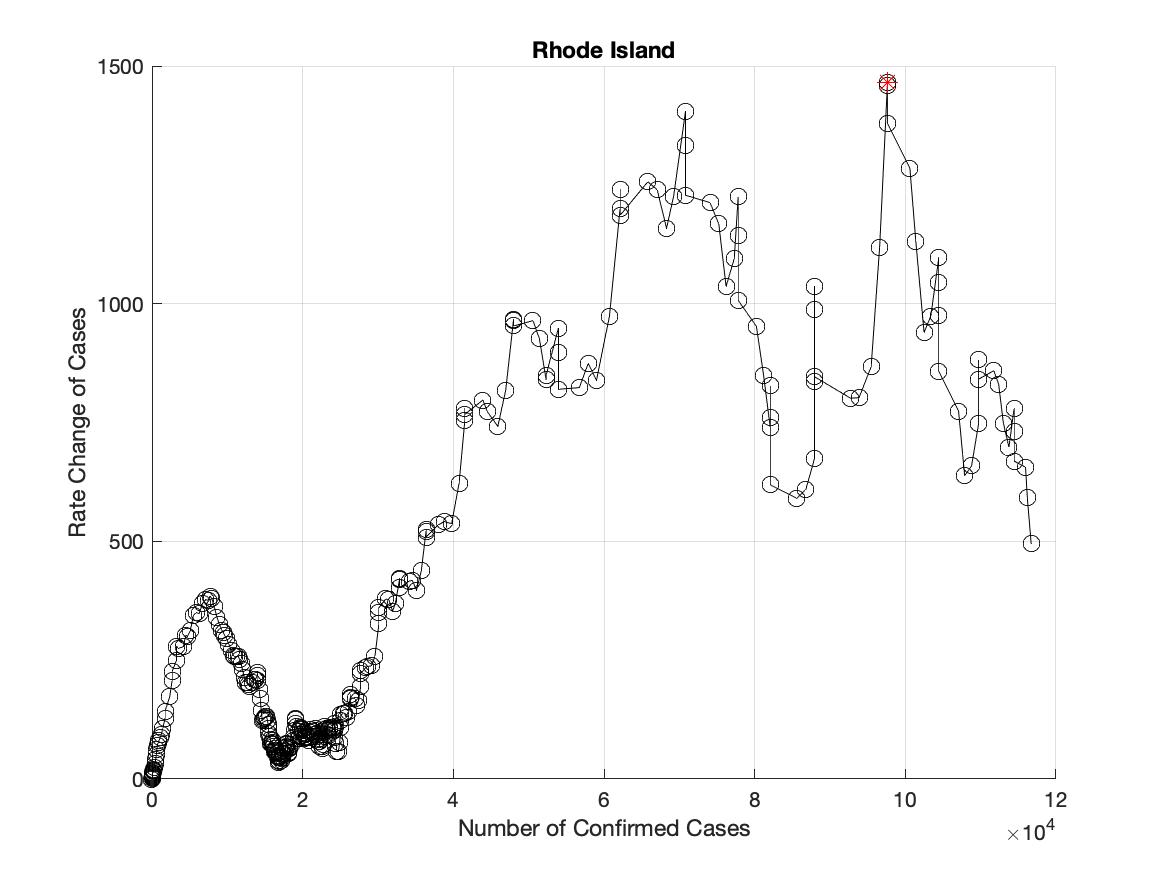 Rhode Island
1500
1000
500
0
Rate Change of Cases
0 2 4 6 8 10 12
Number of Confirmed Cases
×10^4